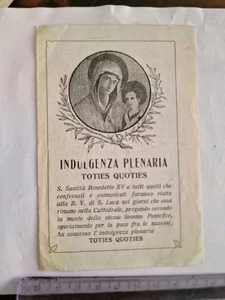 INDULGENZA PLENARIA
TOTIES QUOTIES
S. Santità Benedetto XV a tutti quelli che
confessati e comunicati faranno visita
alla B. V. di S. Luca nei giorni che essa
rimane nella Cattedrale, pregando secondo
la mente dello stesso Sommo Pontefice,
specialmente per la pace fra le nazioni,
ha concesso l'indulgenza plenaria
TOTIES QUOTIES